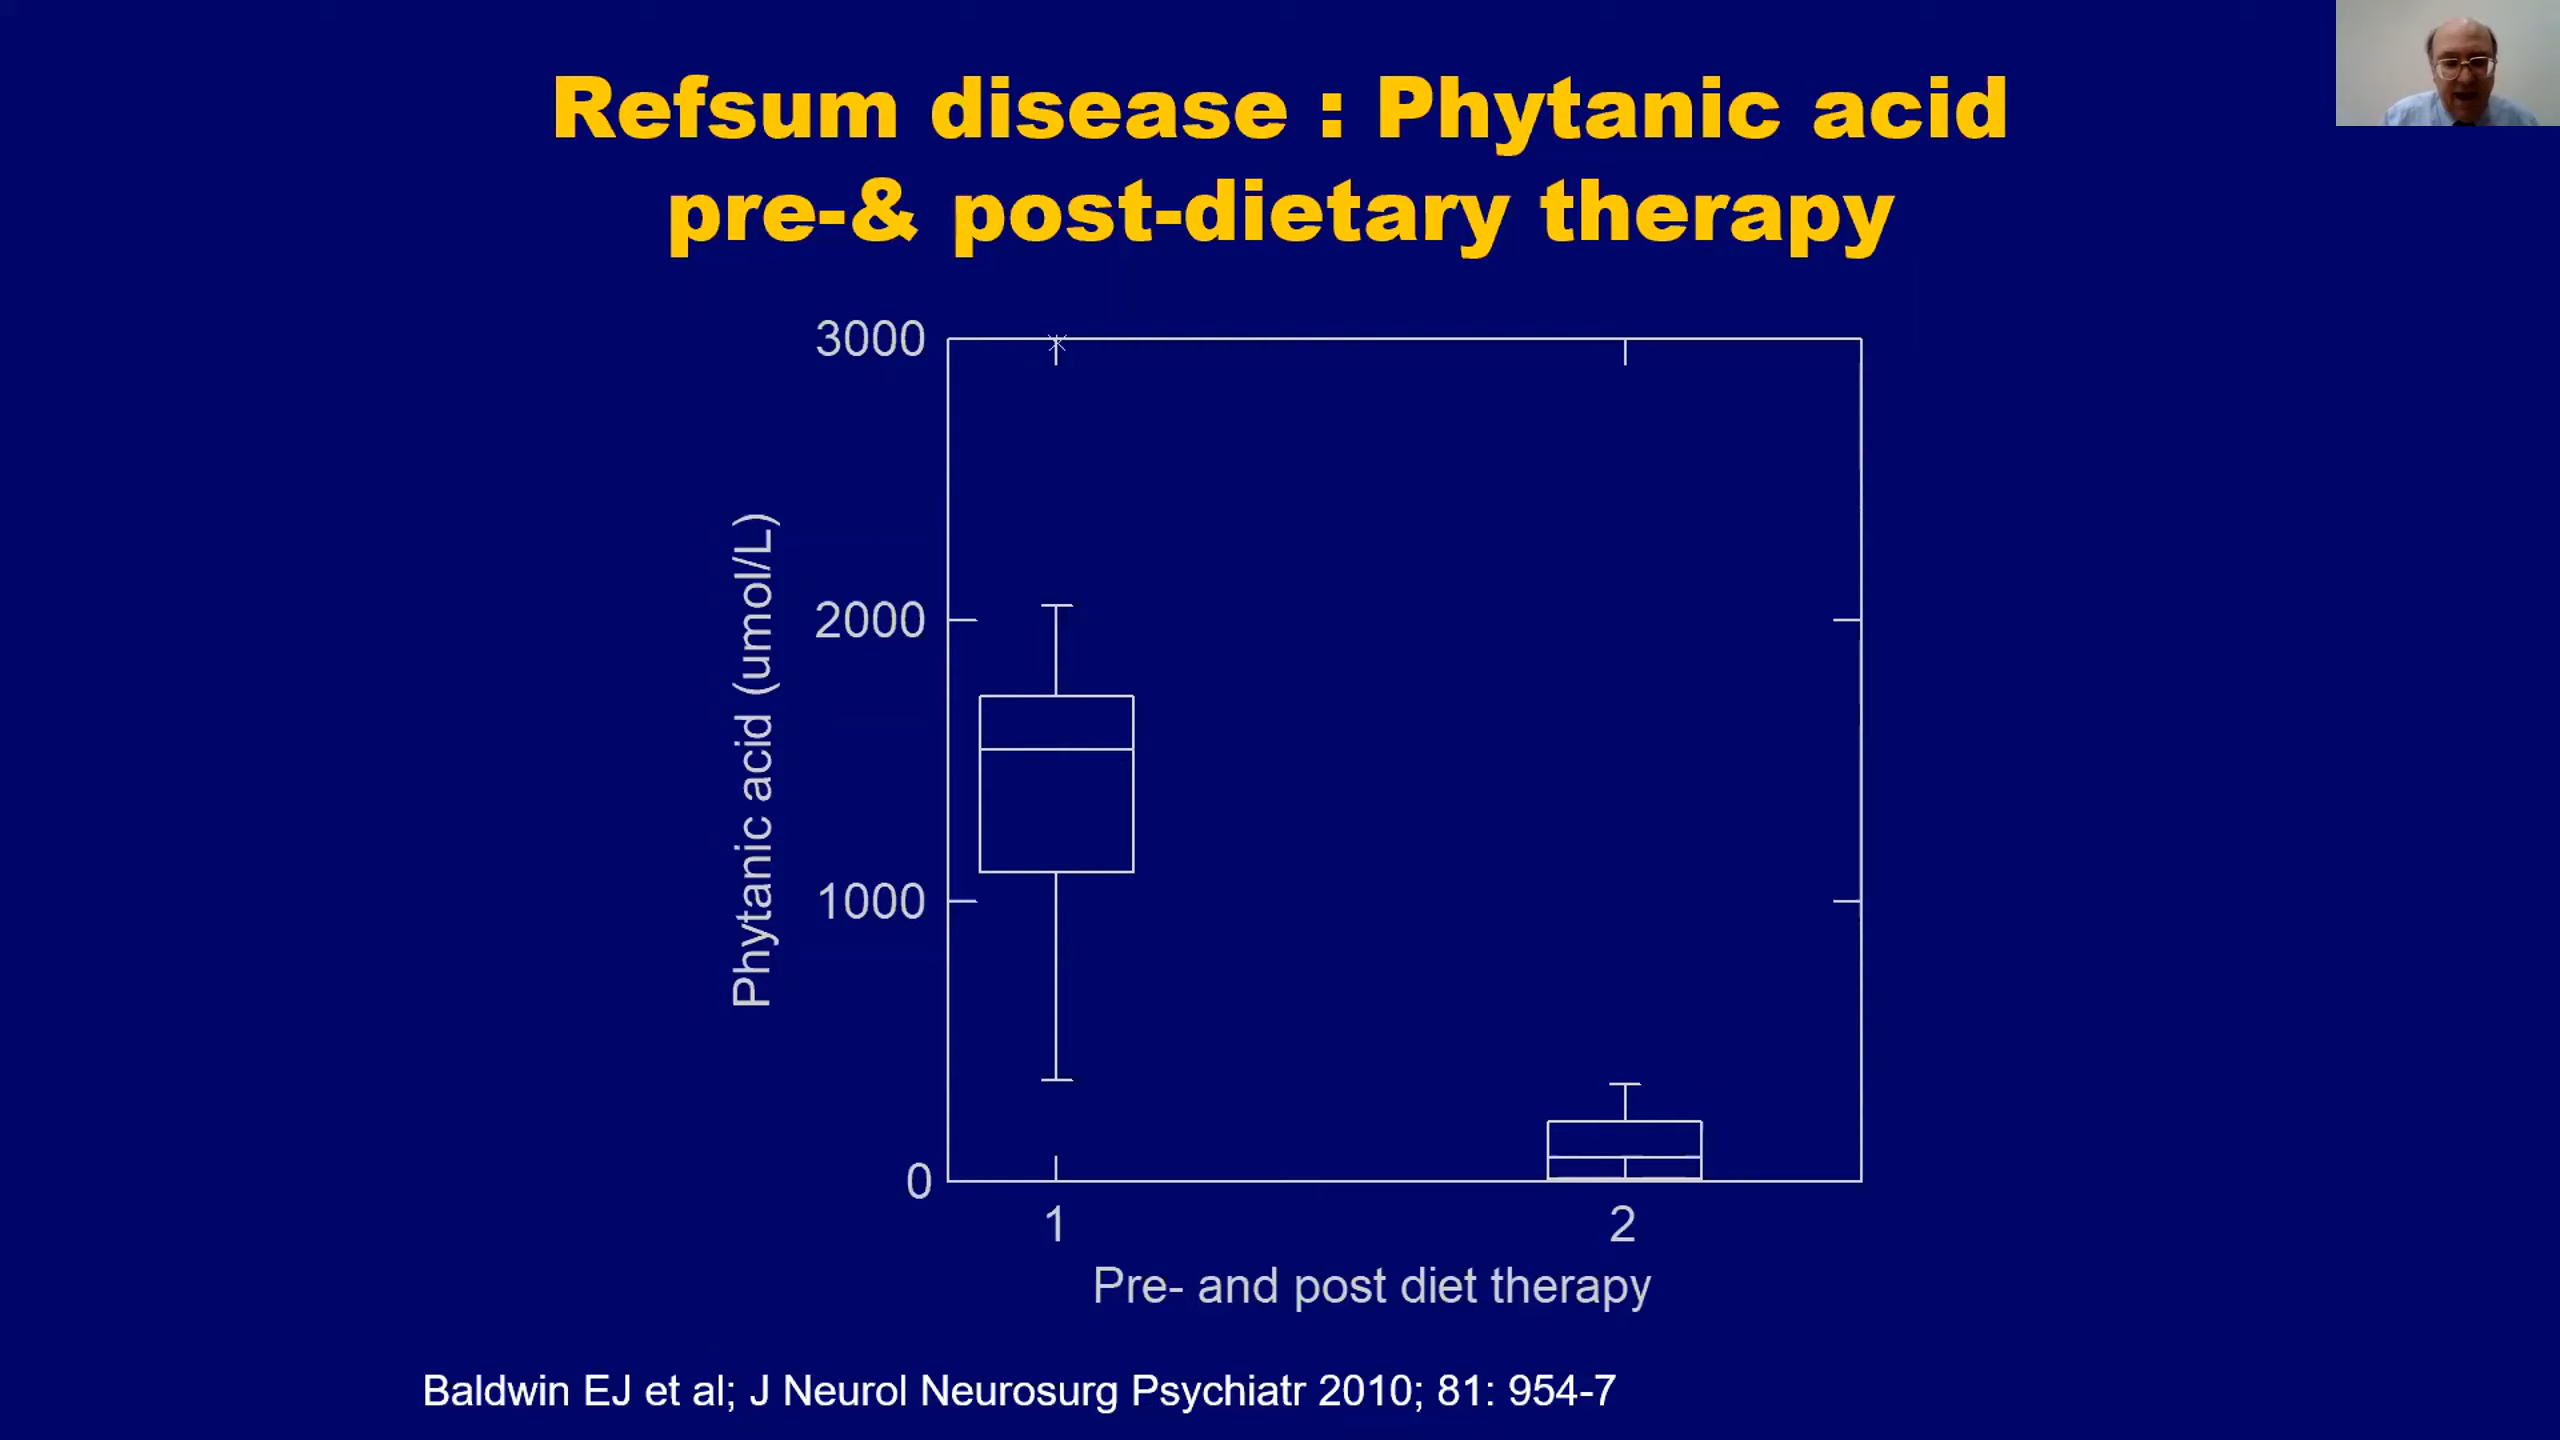 Refsum disease : Phytanic acid
pre-& post-dietary therapy
3000
2000
1000
0
Phytanic acid (umol/L)
1
2
Pre- and post diet therapy
Baldwin EJ et al; J Neurol Neurosurg Psychiatr 2010; 81: 954-7